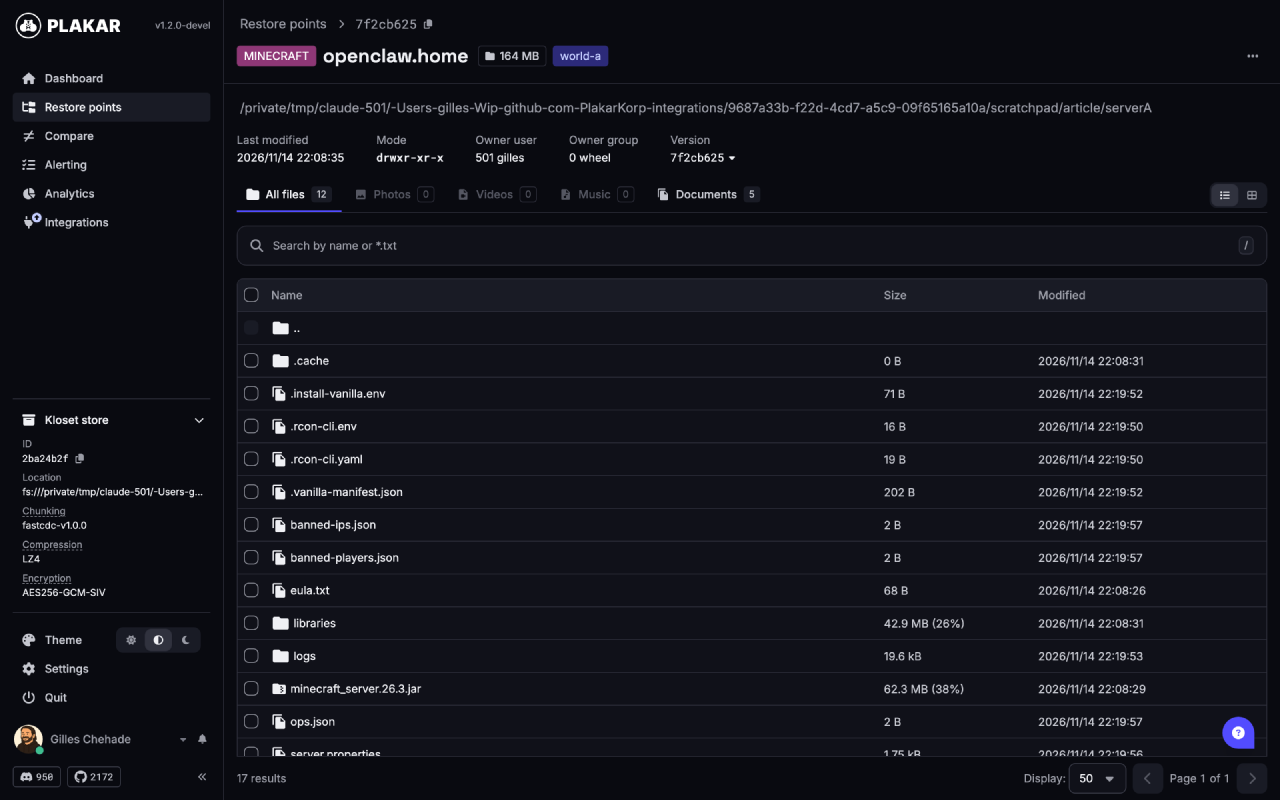 PLAKAR
v1.2.0-devel
Dashboard
Restore points
Compare
Alerting
Analytics
Integrations
Kloset store
ID
2ba24b2f
Location
fs:///private/tmp/claude-501/-Users-g...
Chunking
fastcdc-v1.0.0
Compression
LZ4
Encryption
AES256-GCM-SIV
Theme
Settings
Quit
Gilles Chehade
950
2172
Restore points > 7f2cb625
MINECRAFT openclaw.home 164 MB world-a
/private/tmp/claude-501/-Users-gilles-Wip-github-com-PlakarKorp-integrations/9687a33b-f22d-4cd7-a5c9-09f65165a10a/scratchpad/article/serverA
Last modified Mode Owner user Owner group Version
2026/11/14 22:08:35 drwxr-xr-x 501 gilles 0 wheel 7f2cb625
All files 12 Photos 0 Videos 0 Music 0 Documents 5
Search by name or *.txt /
Name Size Modified
..
.cache 0 B 2026/11/14 22:08:31
.install-vanilla.env 71 B 2026/11/14 22:19:52
.rcon-cli.env 16 B 2026/11/14 22:19:50
.rcon-cli.yaml 19 B 2026/11/14 22:19:50
.vanilla-manifest.json 202 B 2026/11/14 22:19:52
banned-ips.json 2 B 2026/11/14 22:19:57
banned-players.json 2 B 2026/11/14 22:19:57
eula.txt 68 B 2026/11/14 22:08:26
libraries 42.9 MB (26%) 2026/11/14 22:08:31
logs 19.6 kB 2026/11/14 22:19:53
minecraft_server.26.3.jar 62.3 MB (38%) 2026/11/14 22:08:29
ops.json 2 B 2026/11/14 22:19:57
server.properties 1.75 kB 2026/11/14 22:19:56
17 results
Display: 50 Page 1 of 1